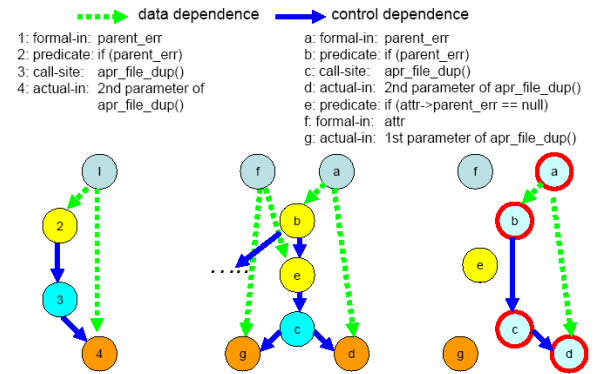 data dependence control dependence
1: formal-in: parent_err
2: predicate: if (parent_err)
3: call-site: apr_file_dup()
4: actual-in: 2nd parameter of
apr_file_dup()
a: formal-in: parent_err
b: predicate: if (parent_err)
c: call-site: apr_file_dup()
d: actual-in: 2nd parameter of apr_file_dup()
e: predicate: if (attr->parent_err == null)
f: formal-in: attr
g: actual-in: 1st parameter of apr_file_dup()
I f a f a
2 b b
e e
3 c c
4 g d g d
.....